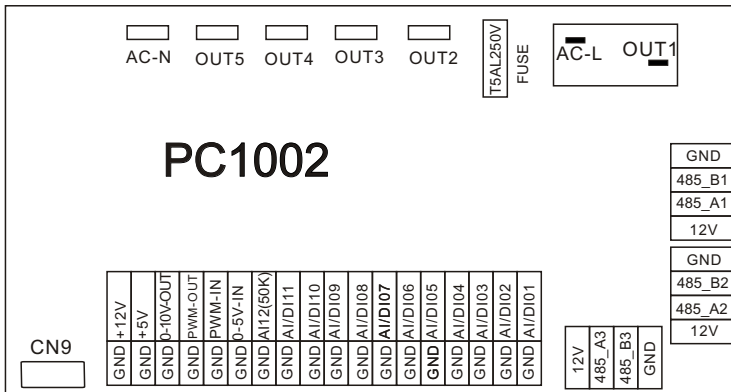 AC-N OUT5 OUT4 OUT3 OUT2 T5AL250V FUSE AC-L OUT1
PC1002
GND
485_B1
485_A1
12V
GND
485_B2
485_A2
12V
CN9
+12V +5V 0-10V-OUT PWM-OUT PWM-IN 0-5V-IN AI12(50K) AI/DI11 AI/DI10 AI/DI09 AI/DI08 AI/DI07 AI/DI06 AI/DI05 AI/DI04 AI/DI03 AI/DI02 AI/DI01
GND GND GND GND GND GND GND GND GND GND GND GND GND GND GND GND GND GND
12V 485_A3 485_B3 GND